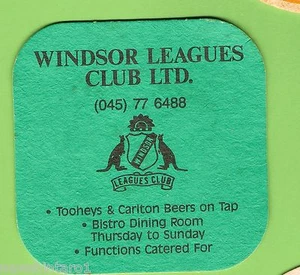 WINDSOR LEAGUES
CLUB LTD.
(045) 77 6488
WINDSOR
LEAGUES CLUB
• Tooheys & Carlton Beers on Tap
• Bistro Dining Room
Thursday to Sunday
• Functions Catered For